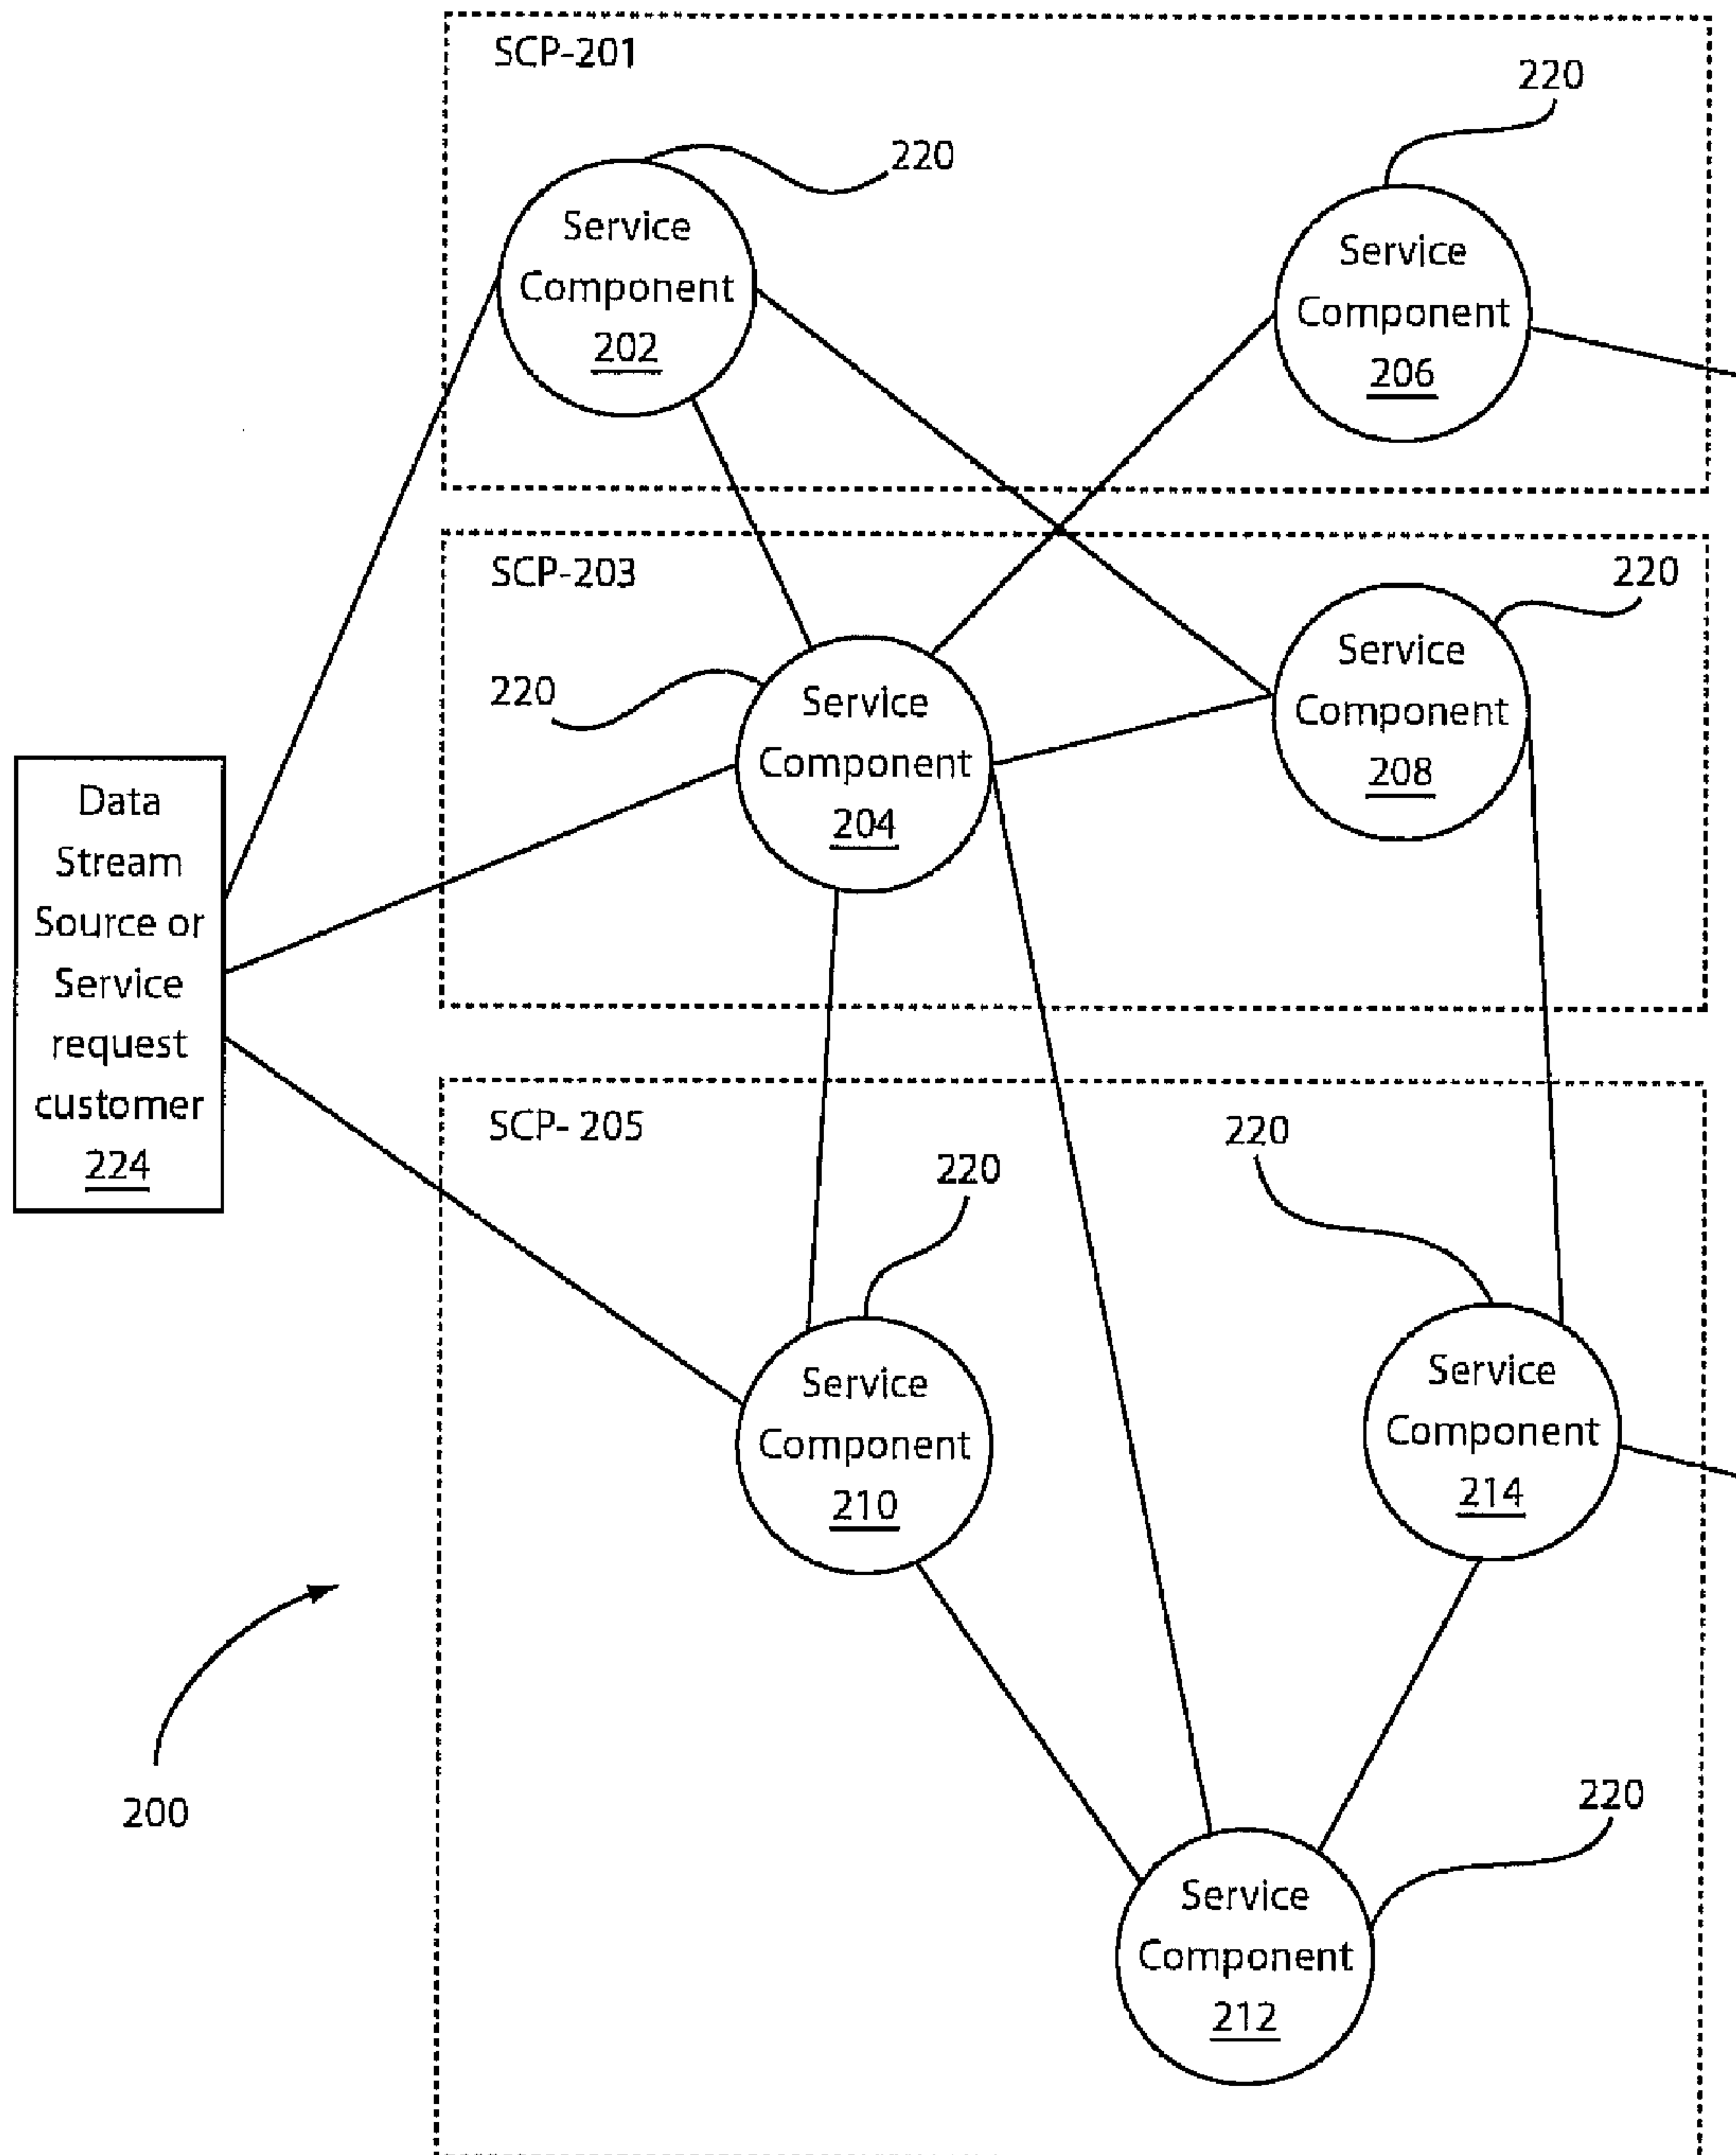 SCP-201
220
220
Service
Component
202
Service
Component
206
SCP-203
220
220
Service
Component
204
Service
Component
208
Data
Stream
Source or
Service
request
customer
224
SCP- 205
220
220
Service
Component
210
Service
Component
214
200
220
Service
Component
212